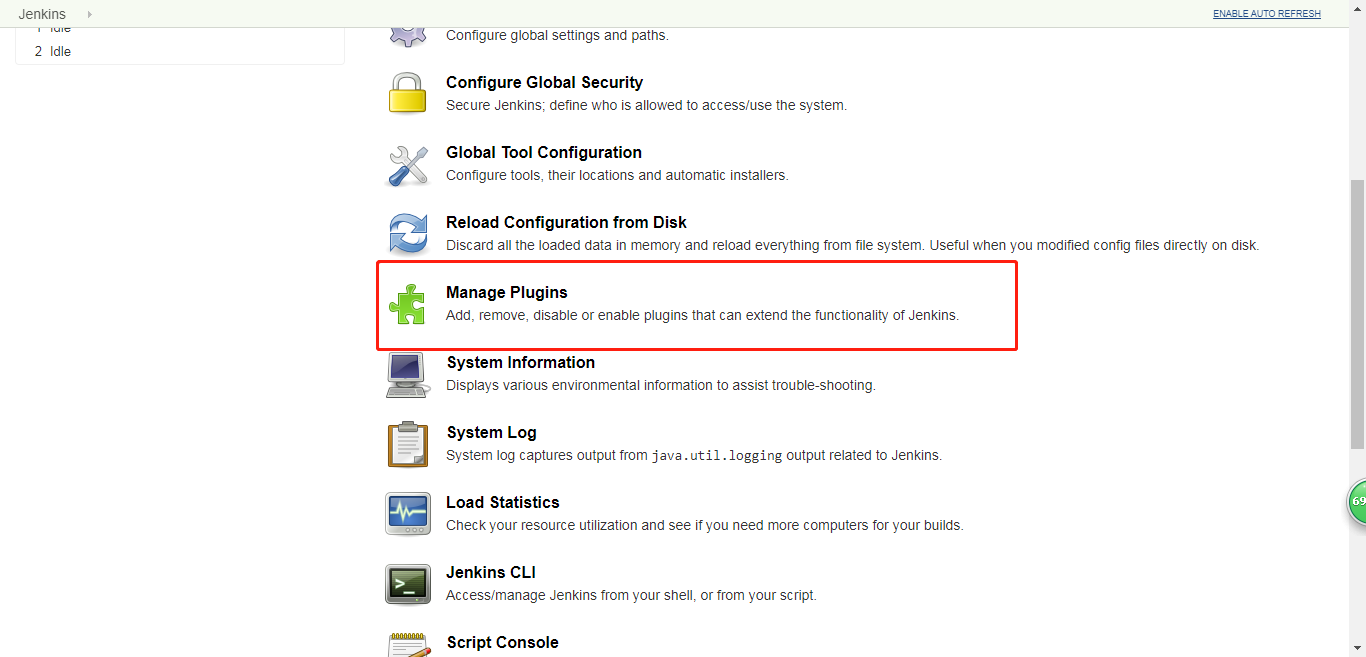 Jenkins
ENABLE AUTO REFRESH
1 Idle
2 Idle
Configure global settings and paths.
Configure Global Security
Secure Jenkins; define who is allowed to access/use the system.
Global Tool Configuration
Configure tools, their locations and automatic installers.
Reload Configuration from Disk
Discard all the loaded data in memory and reload everything from file system. Useful when you modified config files directly on disk.
Manage Plugins
Add, remove, disable or enable plugins that can extend the functionality of Jenkins.
System Information
Displays various environmental information to assist trouble-shooting.
System Log
System log captures output from java.util.logging output related to Jenkins.
Load Statistics
Check your resource utilization and see if you need more computers for your builds.
69
Jenkins CLI
Access/manage Jenkins from your shell, or from your script.
Script Console